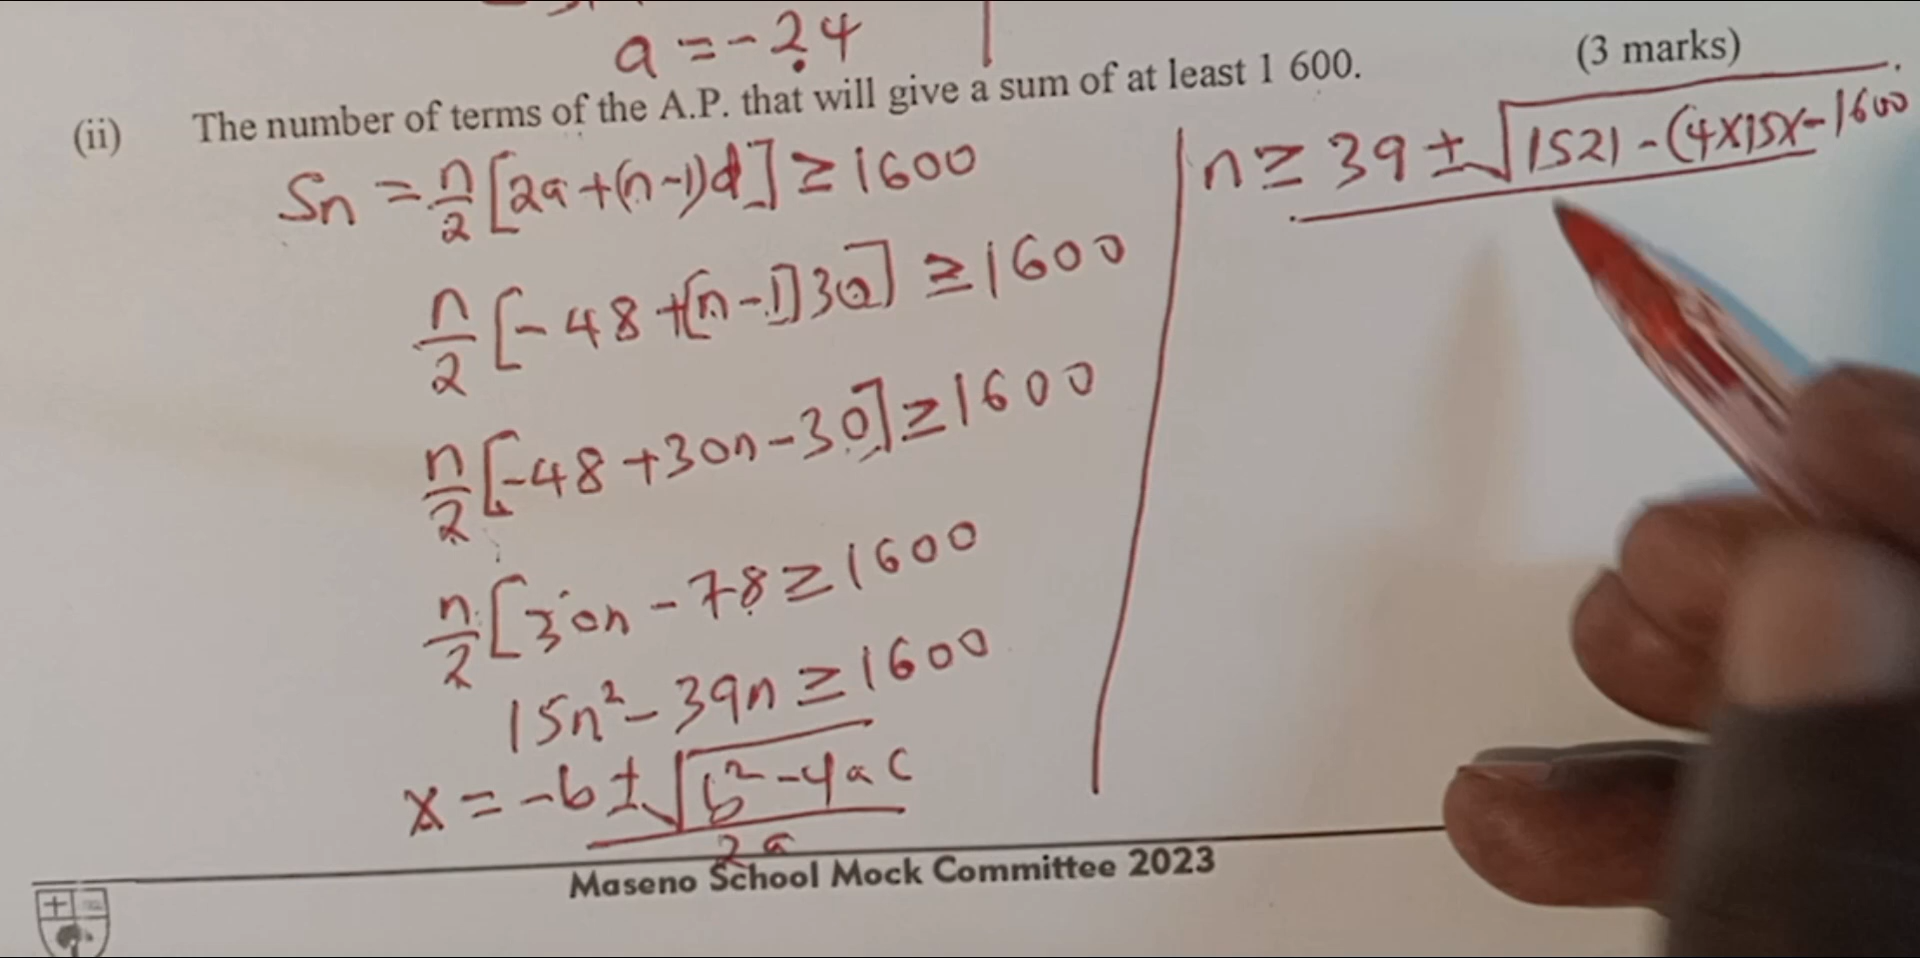 a = -24
(ii) The number of terms of the A.P. that will give a sum of at least 1 600. (3 marks)
Sn = n/2 [2a+(n-1)d] ≥ 1600
n/2 [-48 +[n-1]30] ≥ 1600
n/2 [-48 +30n-30] ≥ 1600
n/2 [30n - 78 ≥ 1600
15n² - 39n ≥ 1600
x = -b ± √b² - 4ac
2a
n ≥ 39 ± √1521 - (4x15x-1600
Maseno School Mock Committee 2023